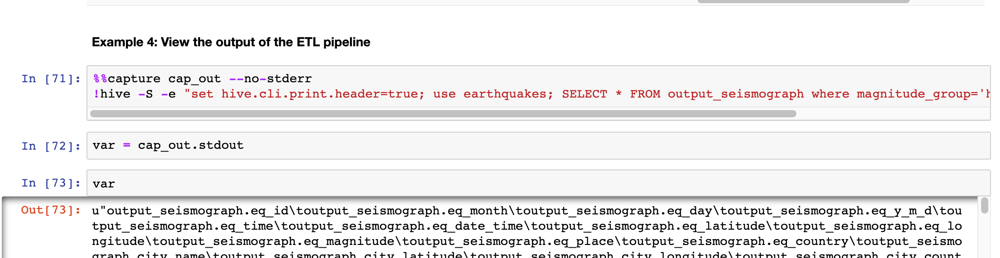 Example 4: View the output of the ETL pipeline
In [71]:
%%capture cap_out --no-stderr
!hive -S -e "set hive.cli.print.header=true; use earthquakes; SELECT * FROM output_seismograph where magnitude_group='h
In [72]:
var = cap_out.stdout
In [73]:
var
Out[73]:
u"output_seismograph.eq_id\toutput_seismograph.eq_month\toutput_seismograph.eq_day\toutput_seismograph.eq_y_m_d\tou
tput_seismograph.eq_time\toutput_seismograph.eq_date_time\toutput_seismograph.eq_latitude\toutput_seismograph.eq_lo
ngitude\toutput_seismograph.eq_magnitude\toutput_seismograph.eq_place\toutput_seismograph.eq_country\toutput_seismo
graph.city_name\toutput_seismograph.city_latitude\toutput_seismograph.city_longitude\toutput_seismograph.city_count